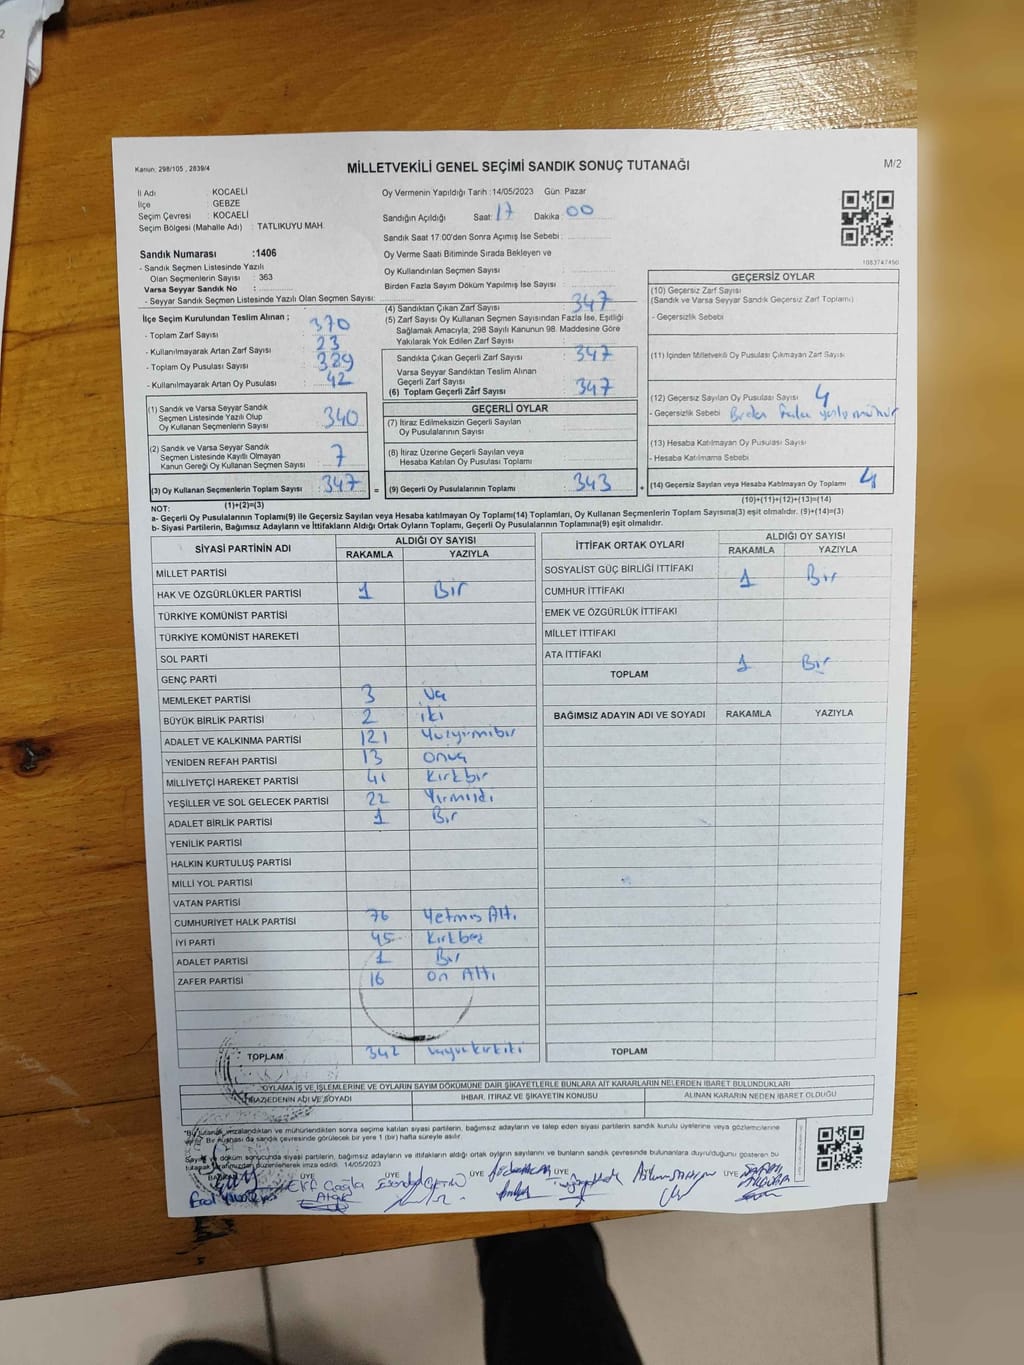 Kanun: 298/105 , 2839/4
MİLLETVEKİLİ GENEL SEÇİMİ SANDIK SONUÇ TUTANAĞI
M/2
İl Adı : KOCAELİ
İlçe : GEBZE
Seçim Çevresi : KOCAELİ
Seçim Bölgesi (Mahalle Adı) : TATLIKUYU MAH.
Oy Vermenin Yapıldığı Tarih :14/05/2023 Gün: Pazar
Sandığın Açıldığı Saat: 17 Dakika : 00
Sandık Saat 17.00'den Sonra Açımış İse Sebebi :
Oy Verme Saati Bitiminde Sırada Bekleyen ve
Oy Kullandırılan Seçmen Sayısı :
Birden Fazla Sayım Dökümü Yapılmış İse Sayısı :
1083747450
Sandık Numarası :1406
- Sandık Seçmen Listesinde Yazılı
Olan Seçmenlerin Sayısı : 363
Varsa Seyyar Sandık No :
- Seyyar Sandık Seçmen Listesinde Yazılı Olan Seçmen Sayısı:
İlçe Seçim Kurulundan Teslim Alınan ;
- Toplam Zarf Sayısı : 370
- Kullanılmayarak Artan Zarf Sayısı : 23
- Toplam Oy Pusulası Sayısı : 389
- Kullanılmayarak Artan Oy Pusulası : 42
(1) Sandık ve Varsa Seyyar Sandık
Seçmen Listesinde Yazılı Olup
Oy Kullanan Seçmenlerin Sayısı : 340
(2) Sandık ve Varsa Seyyar Sandık
Seçmen Listesinde Kayıtlı Olmayan
Kanun Gereği Oy Kullanan Seçmen Sayısı : 7
(3) Oy Kullanan Seçmenlerin Toplam Sayısı : 347
(1)+(2)=(3)
(4) Sandıktan Çıkan Zarf Sayısı : 347
(5) Zarf Sayısı Oy Kullanan Seçmen Sayısından Fazla İse, Eşitliği
Sağlamak Amacıyla, 298 Sayılı Kanunun 98. Maddesine Göre
Yakılarak Yok Edilen Zarf Sayısı :
Sandıkta Çıkan Geçerli Zarf Sayısı : 347
Varsa Seyyar Sandıktan Teslim Alınan
Geçerli Zarf Sayısı :
(6) Toplam Geçerli Zarf Sayısı : 347
GEÇERLİ OYLAR
(7) İtiraz Edilmeksizin Geçerli Sayılan
Oy Pusulalarının Sayısı :
(8) İtiraz Üzerine Geçerli Sayılan veya
Hesaba Katılan Oy Pusulası Toplamı :
= (9) Geçerli Oy Pusulalarının Toplamı : 343
GEÇERSİZ OYLAR
(10) Geçersiz Zarf Sayısı
(Sandık ve Varsa Seyyar Sandık Geçersiz Zarf Toplamı)
- Geçersizlik Sebebi :
(11) İçinden Milletvekili Oy Pusulası Çıkmayan Zarf Sayısı
(12) Geçersiz Sayılan Oy Pusulası Sayısı : 4
- Geçersizlik Sebebi : Birden fazla yerde mühür
(13) Hesaba Katılmayan Oy Pusulası Sayısı :
- Hesaba Katılmama Sebebi :
+ (14) Geçersiz Sayılan veya Hesaba Katılmayan Oy Toplamı : 4
(10)+(11)+(12)+(13)=(14)
NOT:
a- Geçerli Oy Pusulalarının Toplamı(9) ile Geçersiz Sayılan veya Hesaba katılmayan Oy Toplamı(14) Toplamları, Oy Kullanan Seçmenlerin Toplam Sayısına(3) eşit olmalıdır. (9)+(14)=(3)
b- Siyasi Partilerin, Bağımsız Adayların ve İttifakların Aldığı Ortak Oyların Toplamı, Geçerli Oy Pusulalarının Toplamına(9) eşit olmalıdır.
SİYASİ PARTİNİN ADI
ALDIĞI OY SAYISI
RAKAMLA YAZIYLA
MİLLET PARTİSİ
HAK VE ÖZGÜRLÜKLER PARTİSİ 1 Bir
TÜRKİYE KOMÜNİST PARTİSİ
TÜRKİYE KOMÜNİST HAREKETİ
SOL PARTİ
GENÇ PARTİ
MEMLEKET PARTİSİ 3 Üç
BÜYÜK BİRLİK PARTİSİ 2 iki
ADALET VE KALKINMA PARTİSİ 121 Yüzyirmibir
YENİDEN REFAH PARTİSİ 13 onüç
MİLLİYETÇİ HAREKET PARTİSİ 41 kırkbir
YEŞİLLER VE SOL GELECEK PARTİSİ 22 Yirmiiki
ADALET BİRLİK PARTİSİ 1 Bir
YENİLİK PARTİSİ
HALKIN KURTULUŞ PARTİSİ
MİLLİ YOL PARTİSİ
VATAN PARTİSİ
CUMHURİYET HALK PARTİSİ 76 Yetmiş Altı
İYİ PARTİ 45 Kırkbeş
ADALET PARTİSİ 1 Bir
ZAFER PARTİSİ 16 on Altı
TOPLAM 342 üçyüzkırkiki
İTTİFAK ORTAK OYLARI
ALDIĞI OY SAYISI
RAKAMLA YAZIYLA
SOSYALİST GÜÇ BİRLİĞİ İTTİFAKI
CUMHUR İTTİFAKI 1 Bir
EMEK VE ÖZGÜRLÜK İTTİFAKI
MİLLET İTTİFAKI
ATA İTTİFAKI
TOPLAM 1 Bir
BAĞIMSIZ ADAYIN ADI VE SOYADI RAKAMLA YAZIYLA
TOPLAM
OYLAMA İŞ VE İŞLEMLERİNE VE OYLARIN SAYIM DÖKÜMÜNE DAİR ŞİKAYETLERLE BUNLARA AİT KARARLARIN NELERDEN İBARET BULUNDUKLARI
İTİRAZ EDENİN ADI VE SOYADI
İHBAR, İTİRAZ VE ŞİKAYETİN KONUSU
ALINAN KARARIN NEDEN İBARET OLDUĞU
imzalandıktan ve mühürlendikten sonra seçime katılan siyasi partilerin, bağımsız adayların ve talep eden siyasi partilerin sandık kurulu üyelerine veya gözlemcilerine
Bir nüshası da sandık çevresinde görülecek bir yere 1 (bir) hafta süreyle asılır.
döküm sonucunda siyasi partilerin, bağımsız adayların ve ittifakların aldığı ortak oyların sayılarını ve bunların sandık çevresinde bulunanlara duyrulduğunu gösteren bu
tarafımızdan düzenlenerek imza edildi. 14/05/2023
ÜYE ÜYE ÜYE ÜYE ÜYE
Elif Çağla